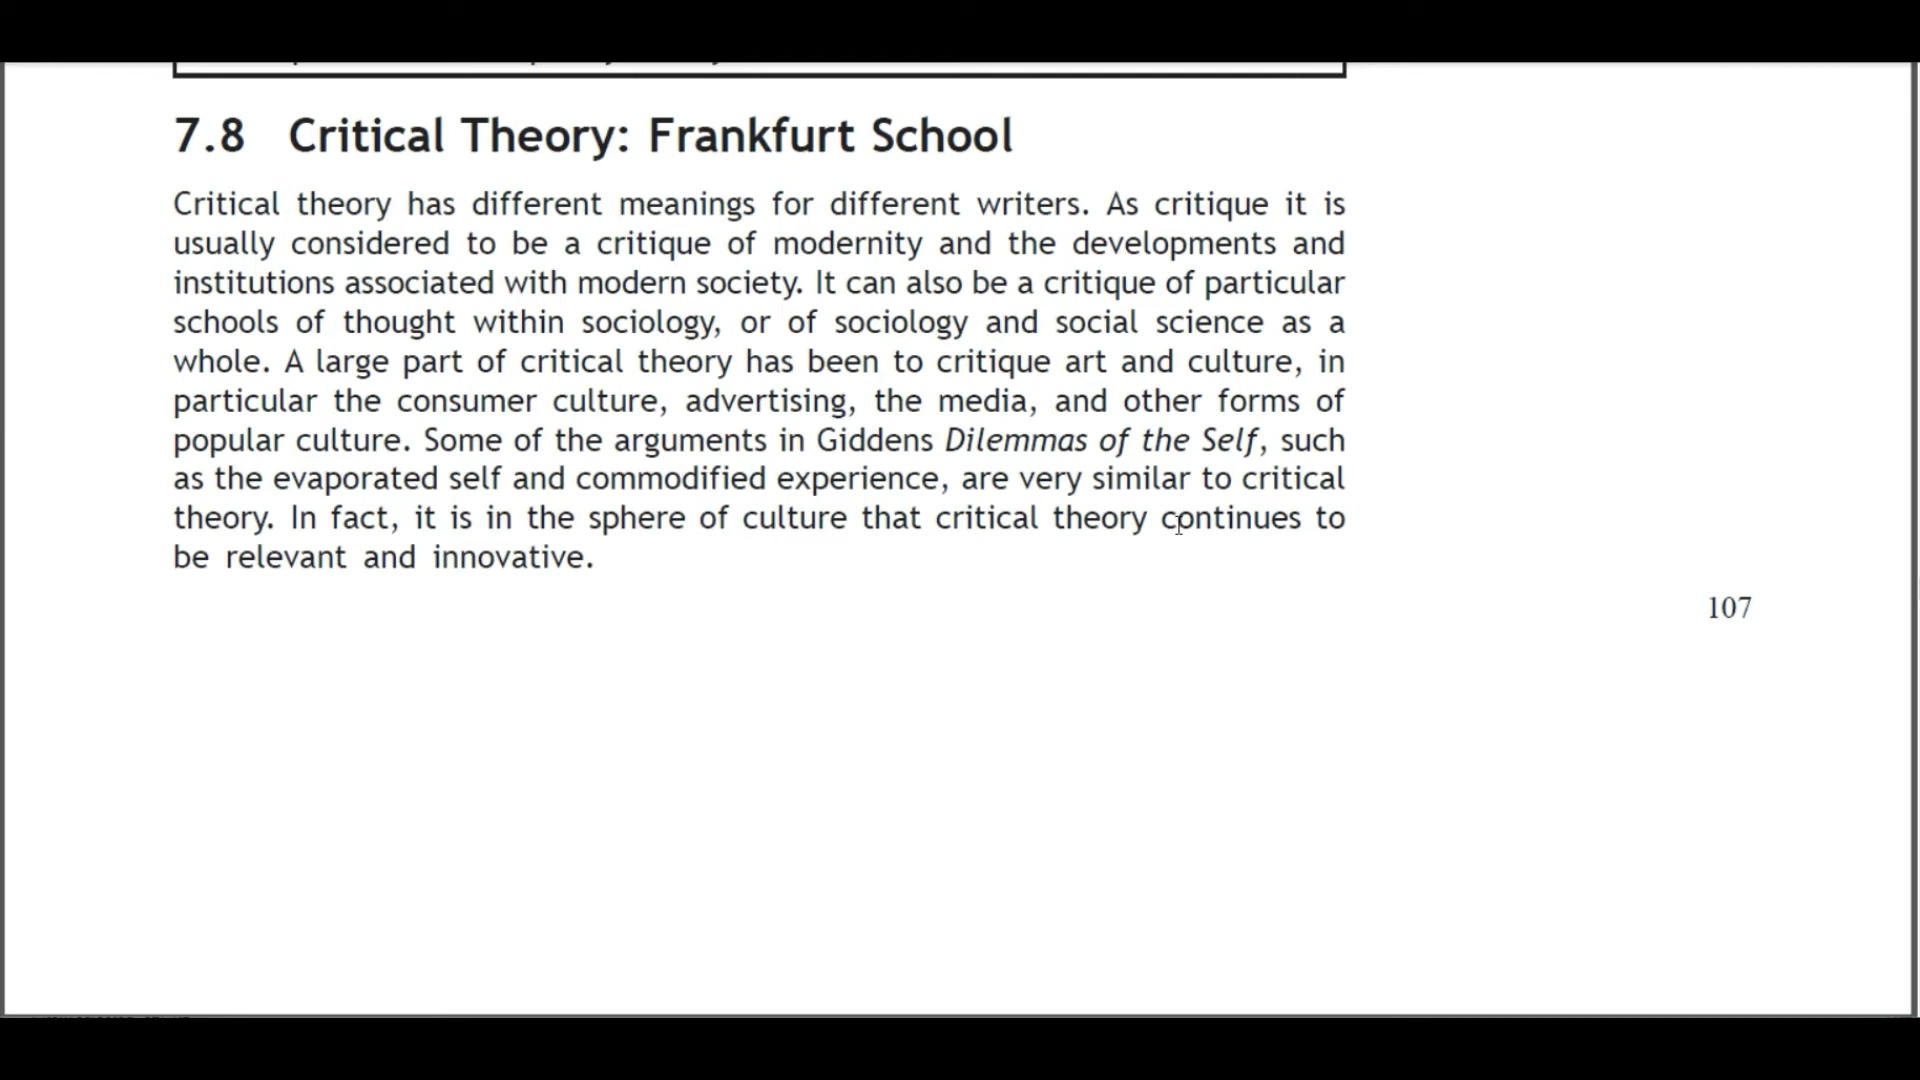 7.8 Critical Theory: Frankfurt School
Critical theory has different meanings for different writers. As critique it is
usually considered to be a critique of modernity and the developments and
institutions associated with modern society. It can also be a critique of particular
schools of thought within sociology, or of sociology and social science as a
whole. A large part of critical theory has been to critique art and culture, in
particular the consumer culture, advertising, the media, and other forms of
popular culture. Some of the arguments in Giddens Dilemmas of the Self, such
as the evaporated self and commodified experience, are very similar to critical
theory. In fact, it is in the sphere of culture that critical theory continues to
be relevant and innovative.
107